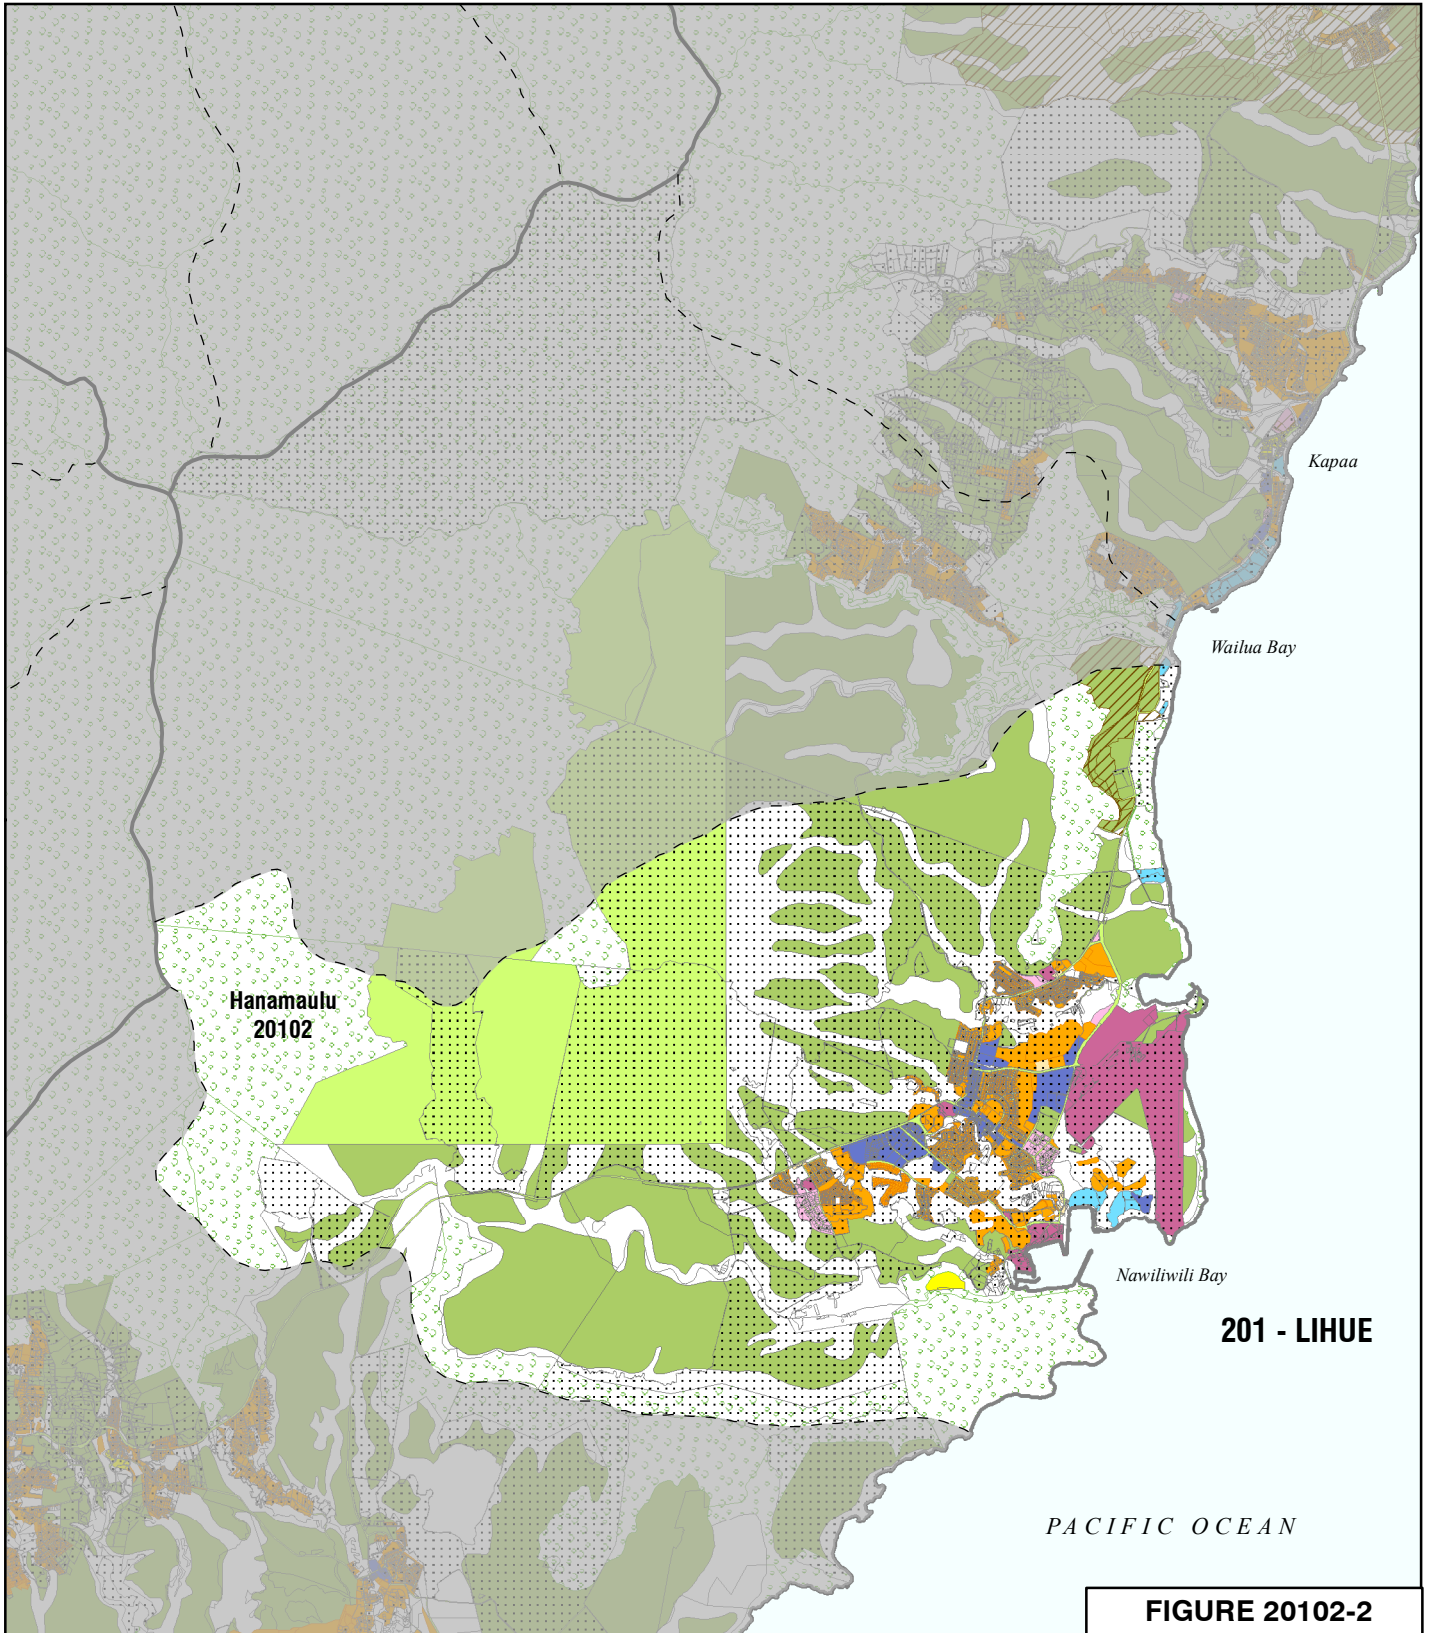 Kapaa
Wailua Bay
Hanamaulu
20102
Nawiliwili Bay
201 - LIHUE
PACIFIC OCEAN
FIGURE 20102-2